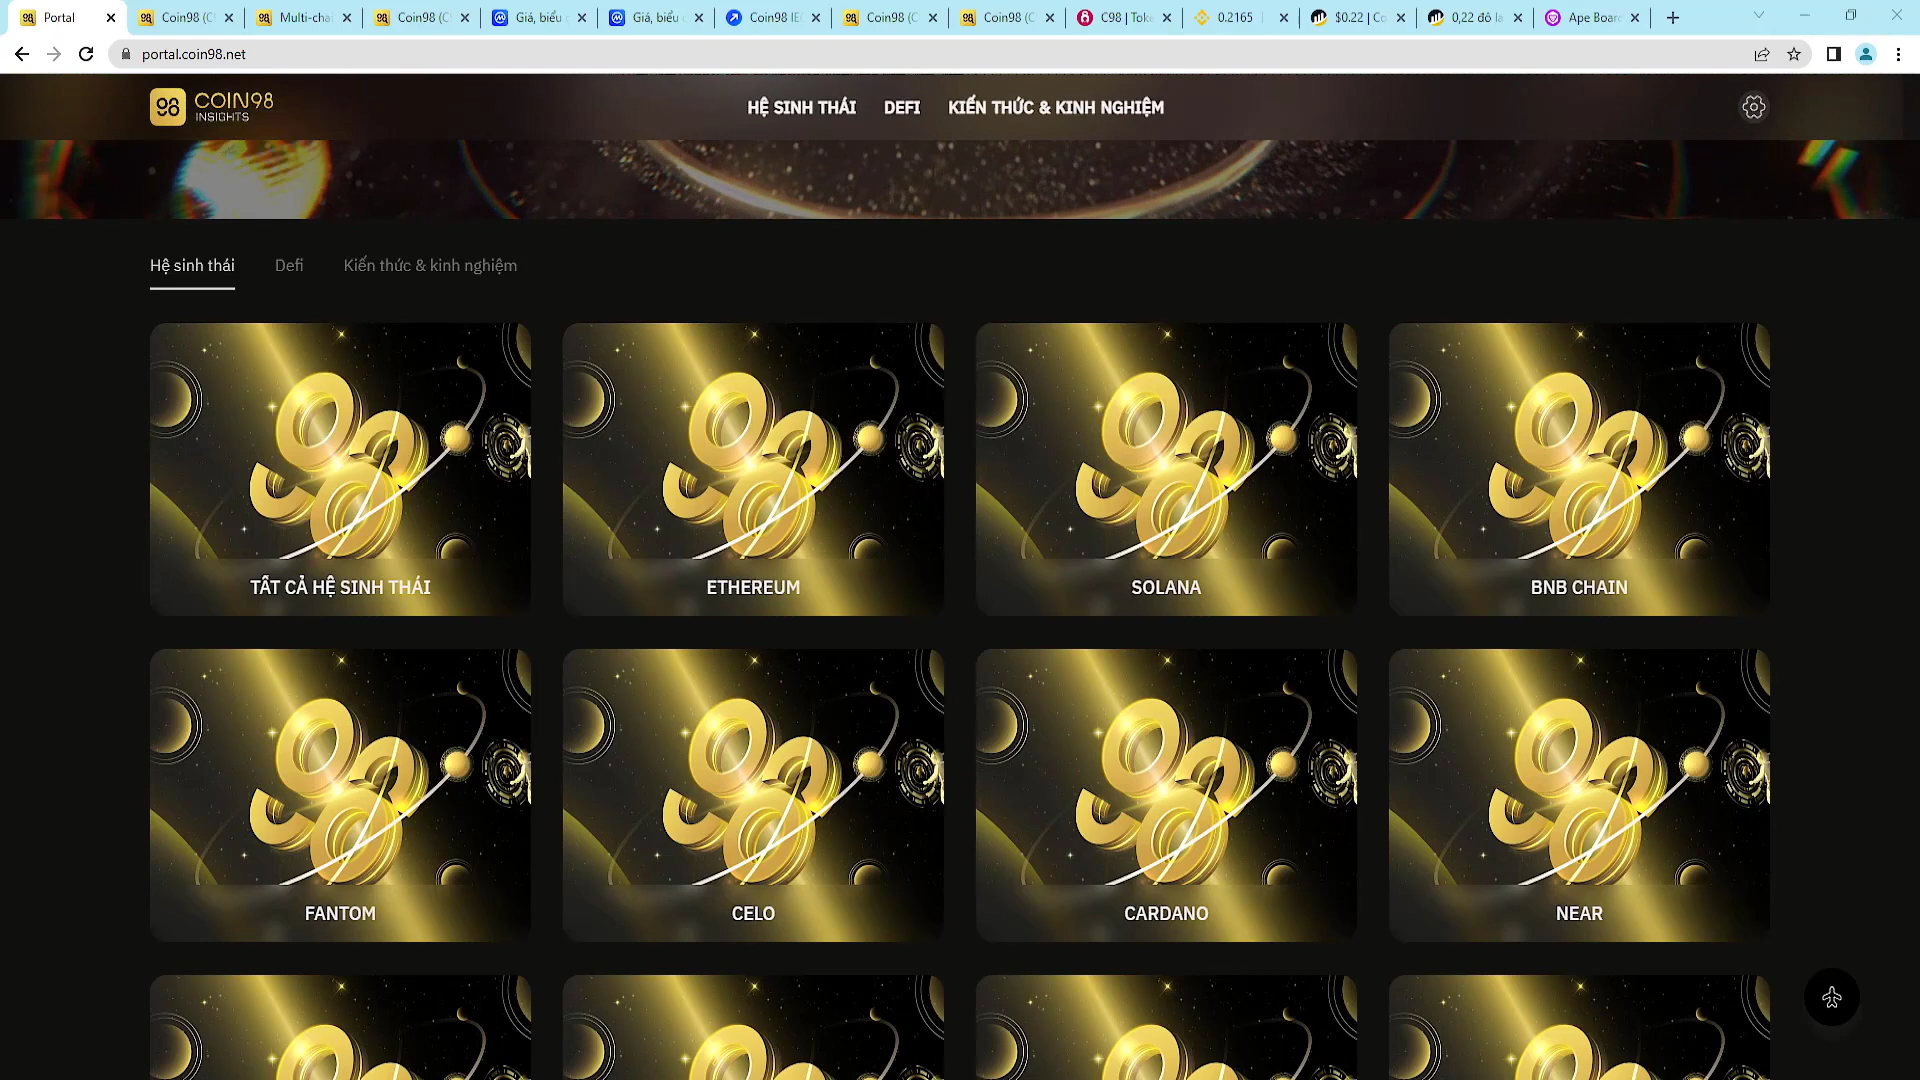 Portal
Coin98 (C
Multi-chai
Coin98 (C
Giá, biểu
Giá, biểu
Coin98 IE
Coin98 (C
Coin98 (C
C98 | Toke
0.2165
$0.22 | Co
0,22 đô la
Ape Boar
portal.coin98.net
98 COIN98
INSIGHTS
HỆ SINH THÁI DEFI KIẾN THỨC & KINH NGHIỆM
Hệ sinh thái Defi Kiến thức & kinh nghiệm
TẤT CẢ HỆ SINH THÁI
ETHEREUM
SOLANA
BNB CHAIN
FANTOM
CELO
CARDANO
NEAR